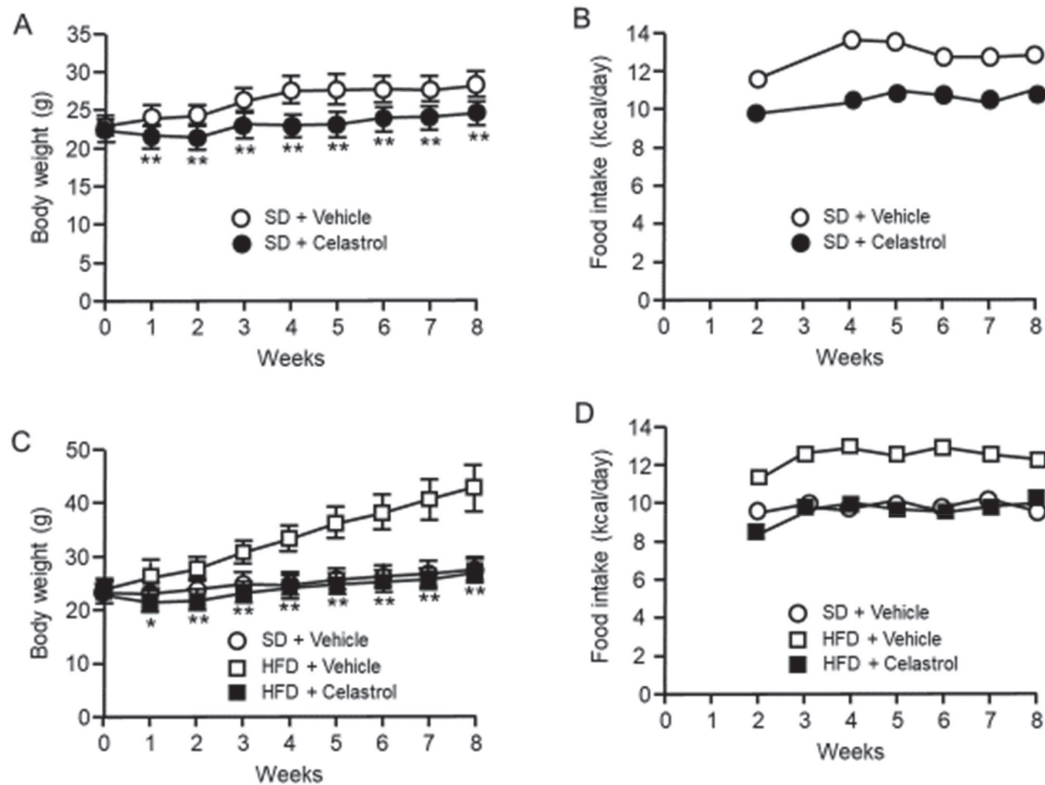 A
Body weight (g)
35
30
25
20
15
10
5
0
** ** ** ** ** ** ** **
SD + Vehicle
SD + Celastrol
0 1 2 3 4 5 6 7 8
Weeks
B
Food intake (kcal/day)
14
12
10
8
6
4
2
0
SD + Vehicle
SD + Celastrol
0 1 2 3 4 5 6 7 8
Weeks
C
Body weight (g)
50
40
30
20
10
0
* ** ** ** ** ** ** **
SD + Vehicle
HFD + Vehicle
HFD + Celastrol
0 1 2 3 4 5 6 7 8
Weeks
D
Food intake (kcal/day)
14
12
10
8
6
4
2
0
SD + Vehicle
HFD + Vehicle
HFD + Celastrol
0 1 2 3 4 5 6 7 8
Weeks